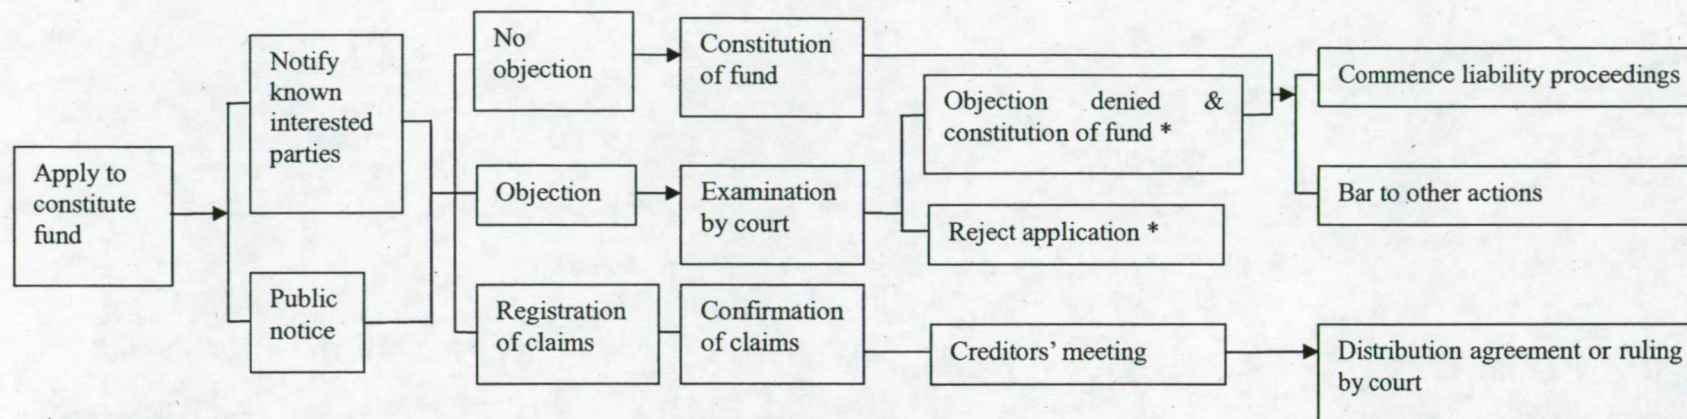 Apply to
constitute
fund
Notify
known
interested
parties
Public
notice
No
objection
Objection
Registration
of claims
Constitution
of fund
Examination
by court
Confirmation
of claims
Objection denied &
constitution of fund *
Reject application *
Creditors' meeting
Commence liability proceedings
Bar to other actions
Distribution agreement or ruling
by court